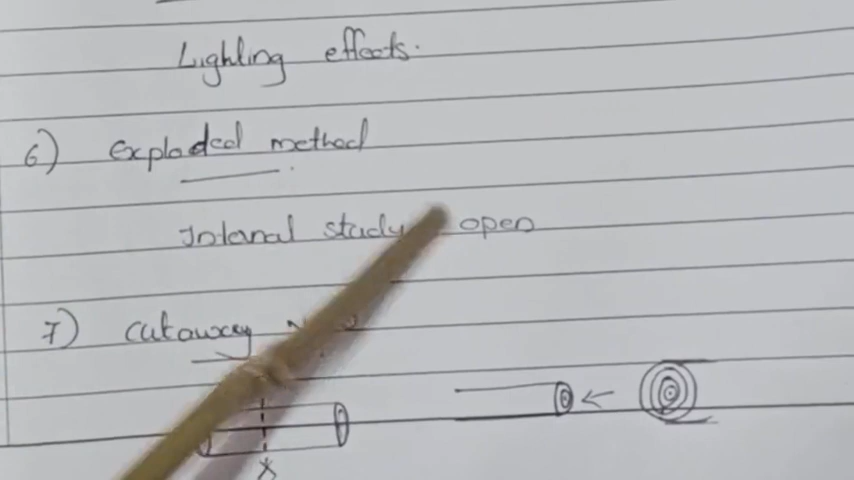 Lighting effects.
6) Exploded method
Internal study open
7) cutaway
X